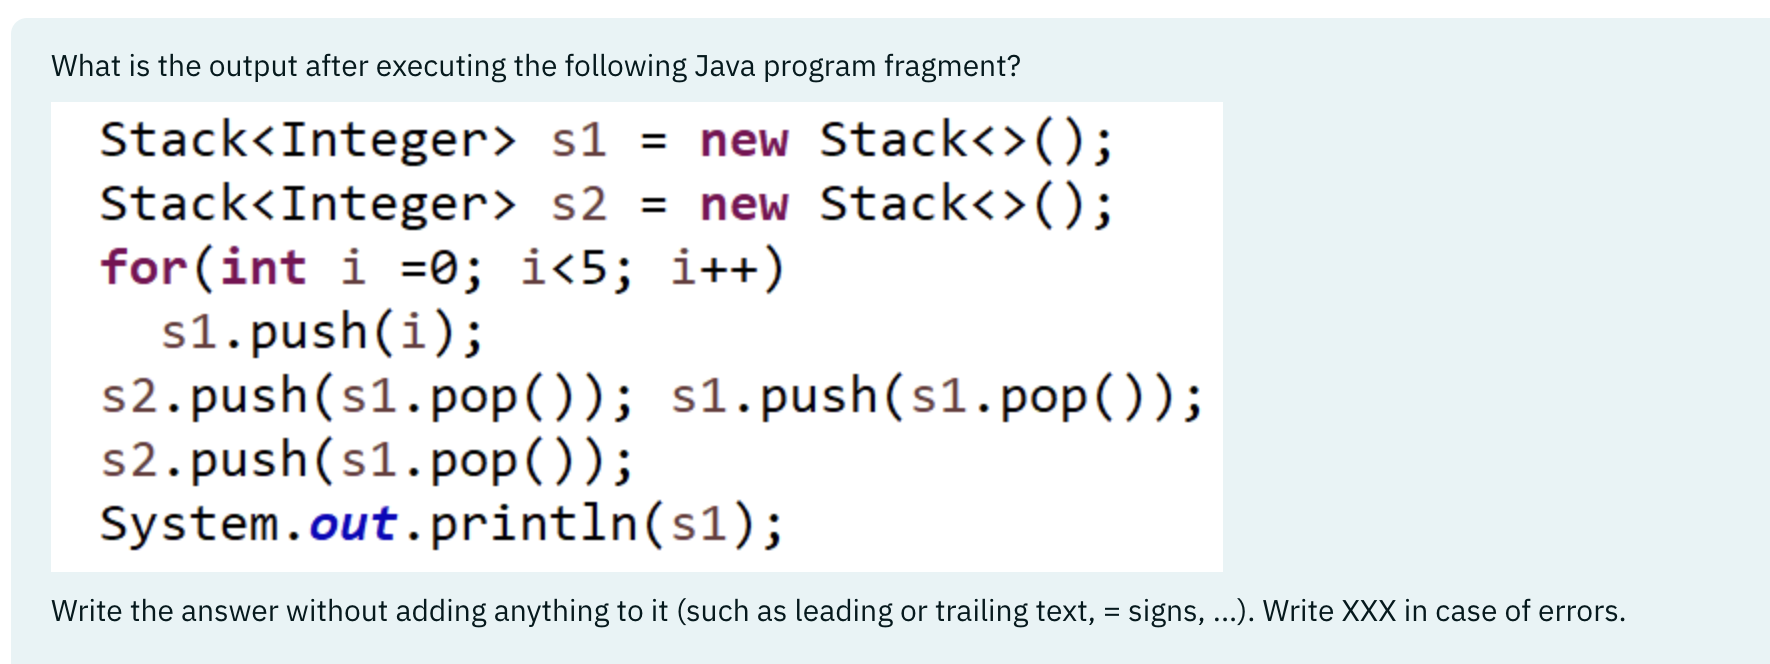 What is the output after executing the following Java program fragment?
Stack<Integer> s1 = new Stack<>();
Stack<Integer> s2 = new Stack<>();
for(int i =0; i<5; i++)
  s1.push(i);
s2.push(s1.pop()); s1.push(s1.pop());
s2.push(s1.pop());
System.out.println(s1);
Write the answer without adding anything to it (such as leading or trailing text, = signs, ...). Write XXX in case of errors.